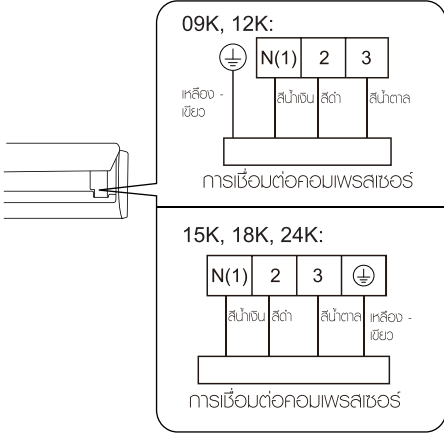 09K, 12K:
N(1) 2 3
เหลือง -
เขียว
สีน้ำเงิน สีดำ สีน้ำตาล
การเชื่อมต่อคอมเพรสเซอร์
15K, 18K, 24K:
N(1) 2 3
สีน้ำเงิน สีดำ สีน้ำตาล เหลือง -
เขียว
การเชื่อมต่อคอมเพรสเซอร์